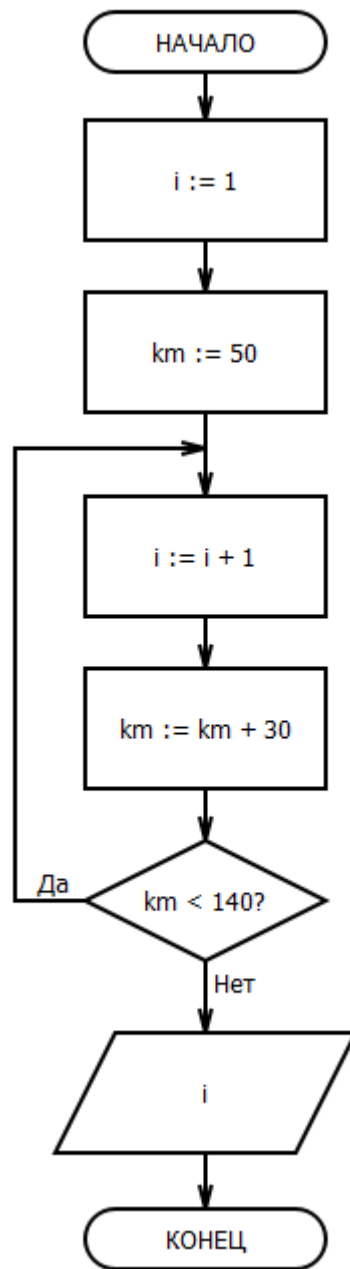 НАЧАЛО
i := 1
km := 50
i := i + 1
km := km + 30
km < 140?
Да
Нет
i
КОНЕЦ